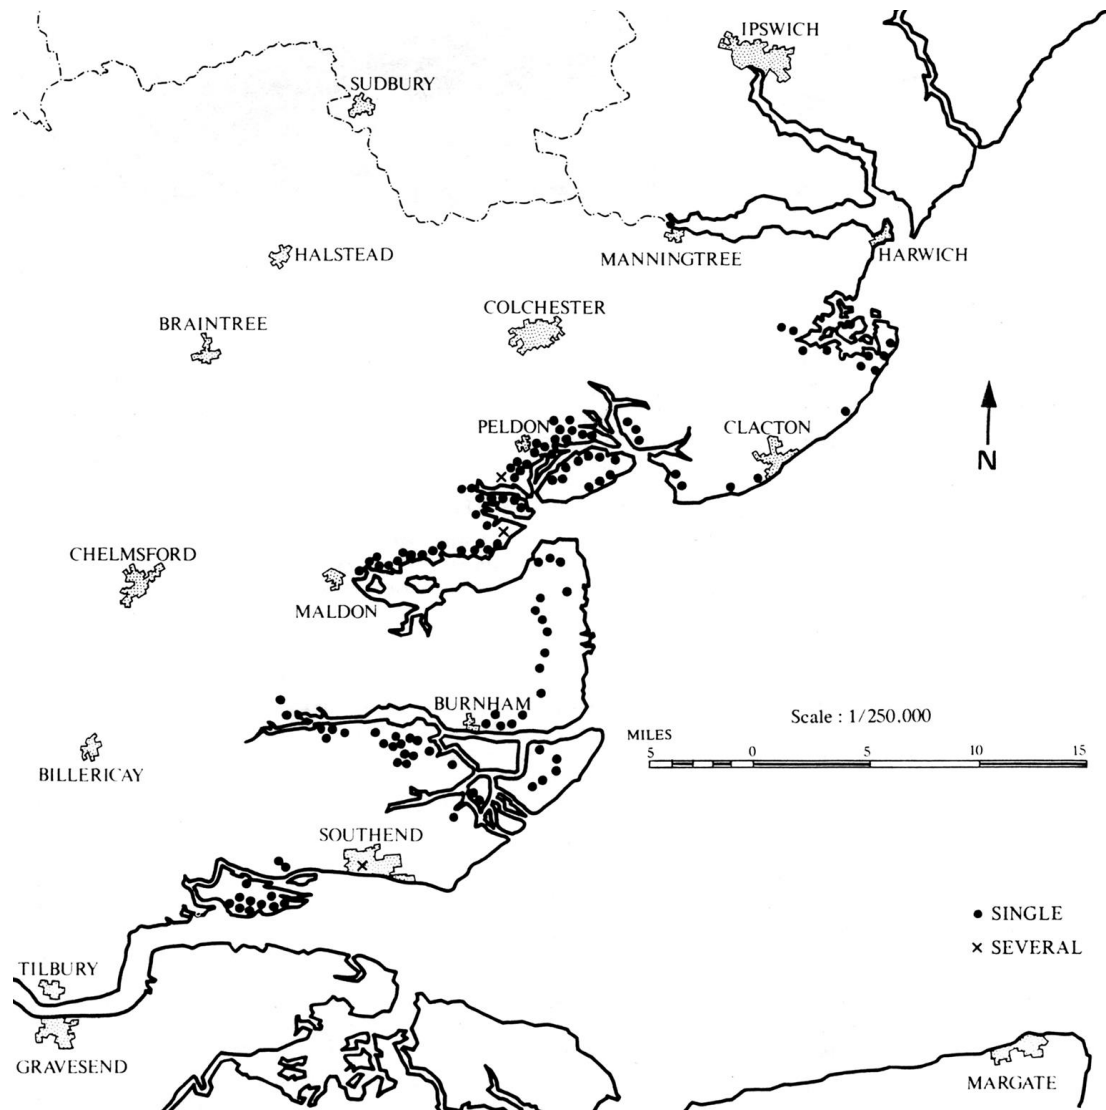 IPSWICH
SUDBURY
HALSTEAD
MANNINGTREE
HARWICH
COLCHESTER
BRAINTREE
PELDON
CLACTON
N
CHELMSFORD
MALDON
BURNHAM
Scale : 1/250.000
MILES
5 0 5 10 15
BILLERICAY
SOUTHEND
SINGLE
SEVERAL
TILBURY
GRAVESEND
MARGATE